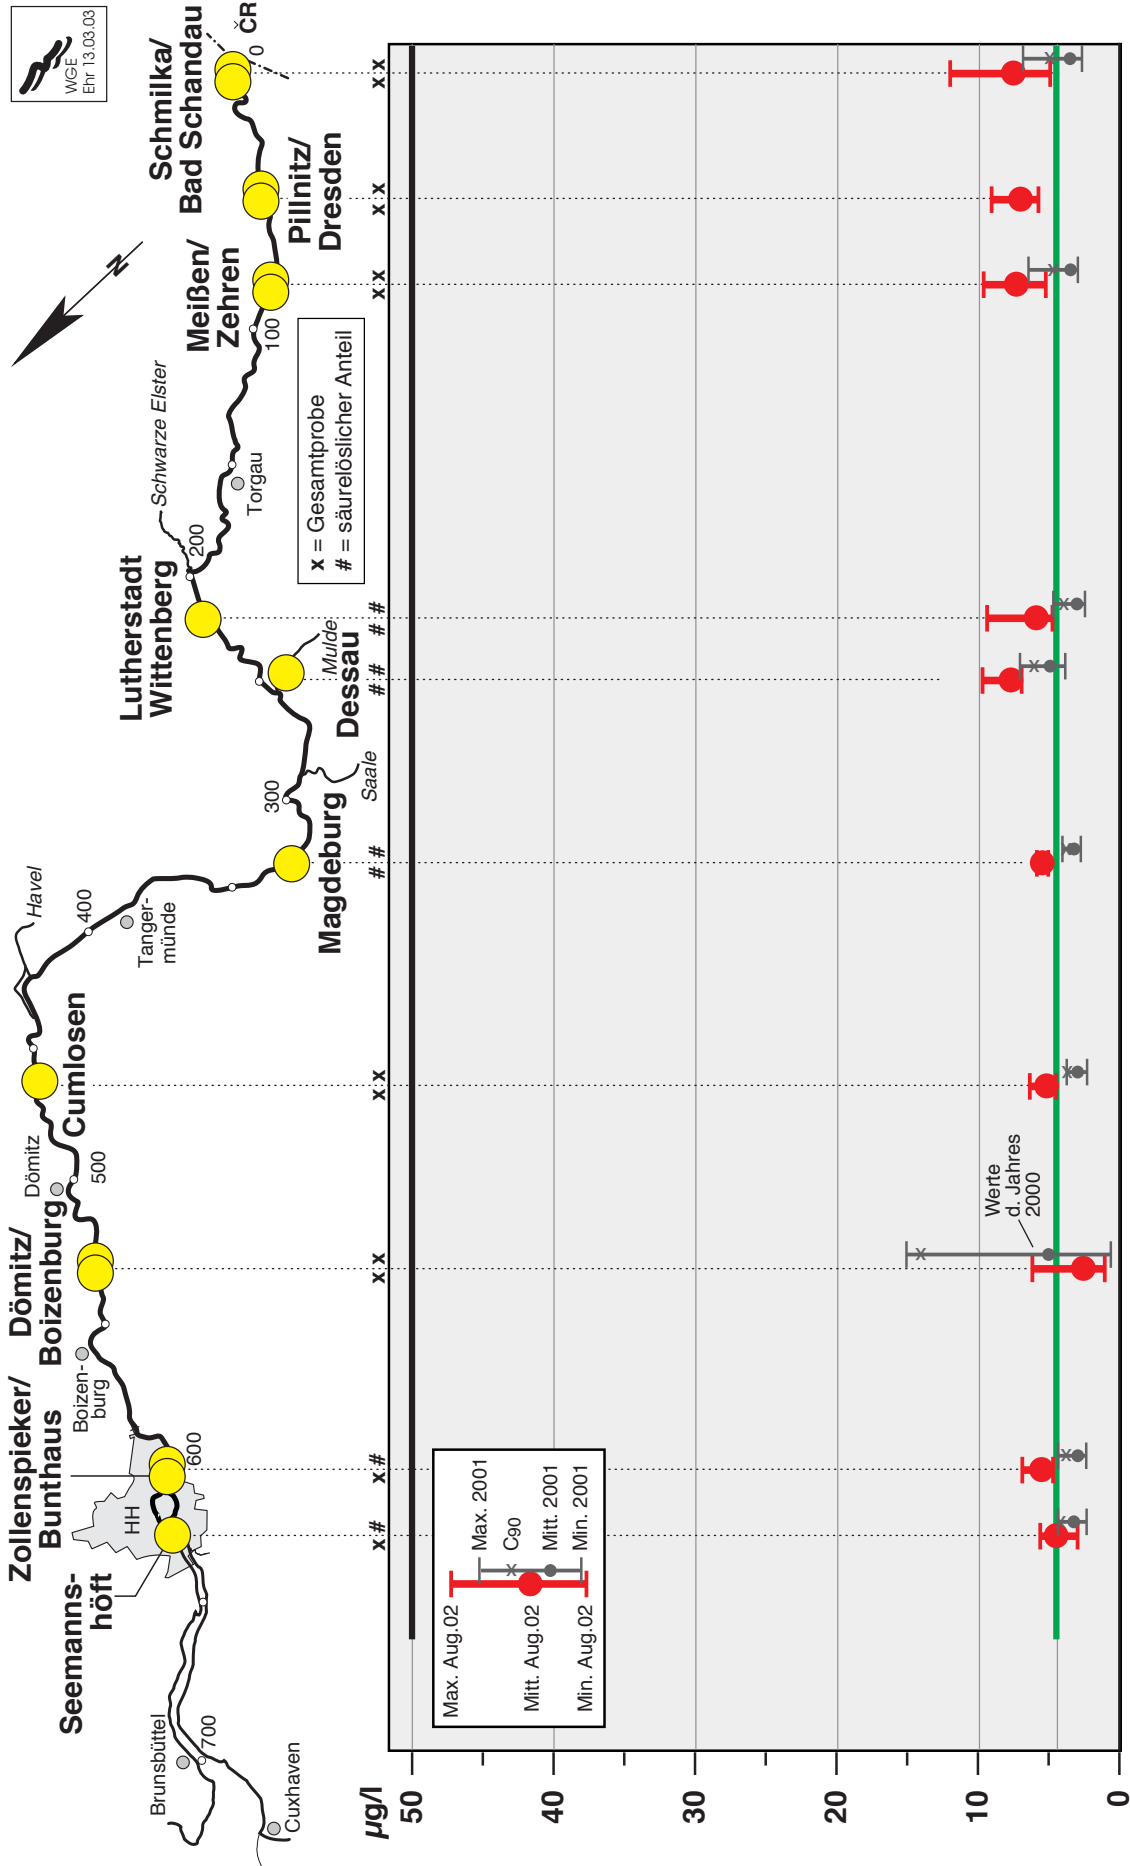 WGE
Ehr 13.03.03
Seemanns-
höft
Zollenspieker/
Bunthaus
Dömitz/
Boizenburg
Cumlosen
Magdeburg
Dessau
Lutherstadt
Wittenberg
Meißen/
Zehren
Pillnitz/
Dresden
Schmilka/
Bad Schandau
ČR
0
N
Cuxhaven
Brunsbüttel
700
HH
600
Boizen-
burg
Dömitz
500
Havel
400
Tanger-
münde
300
Saale
Mulde
Schwarze Elster
200
Torgau
100
x = Gesamtprobe
# = säurelöslicher Anteil
x #
x #
x x
x x
# #
# #
# #
x x
x x
x x
µg/l
50
40
30
20
10
0
Max. Aug.02
Mitt. Aug.02
Min. Aug.02
Max. 2001
x C90
Mitt. 2001
Min. 2001
Werte
d. Jahres
2000